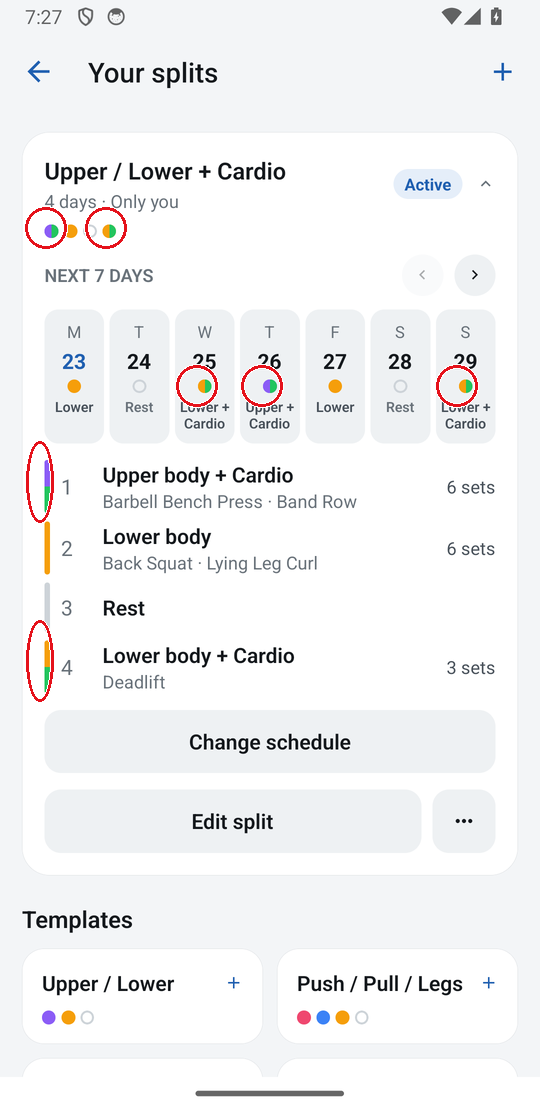 7:27
Your splits
Upper / Lower + Cardio
Active
4 days · Only you
NEXT 7 DAYS
M T W T F S S
23 24 25 26 27 28 29
Lower Rest Lower + Cardio Upper + Cardio Lower Rest Lower + Cardio
1 Upper body + Cardio 6 sets
Barbell Bench Press · Band Row
2 Lower body 6 sets
Back Squat · Lying Leg Curl
3 Rest
4 Lower body + Cardio 3 sets
Deadlift
Change schedule
Edit split
Templates
Upper / Lower +
Push / Pull / Legs +